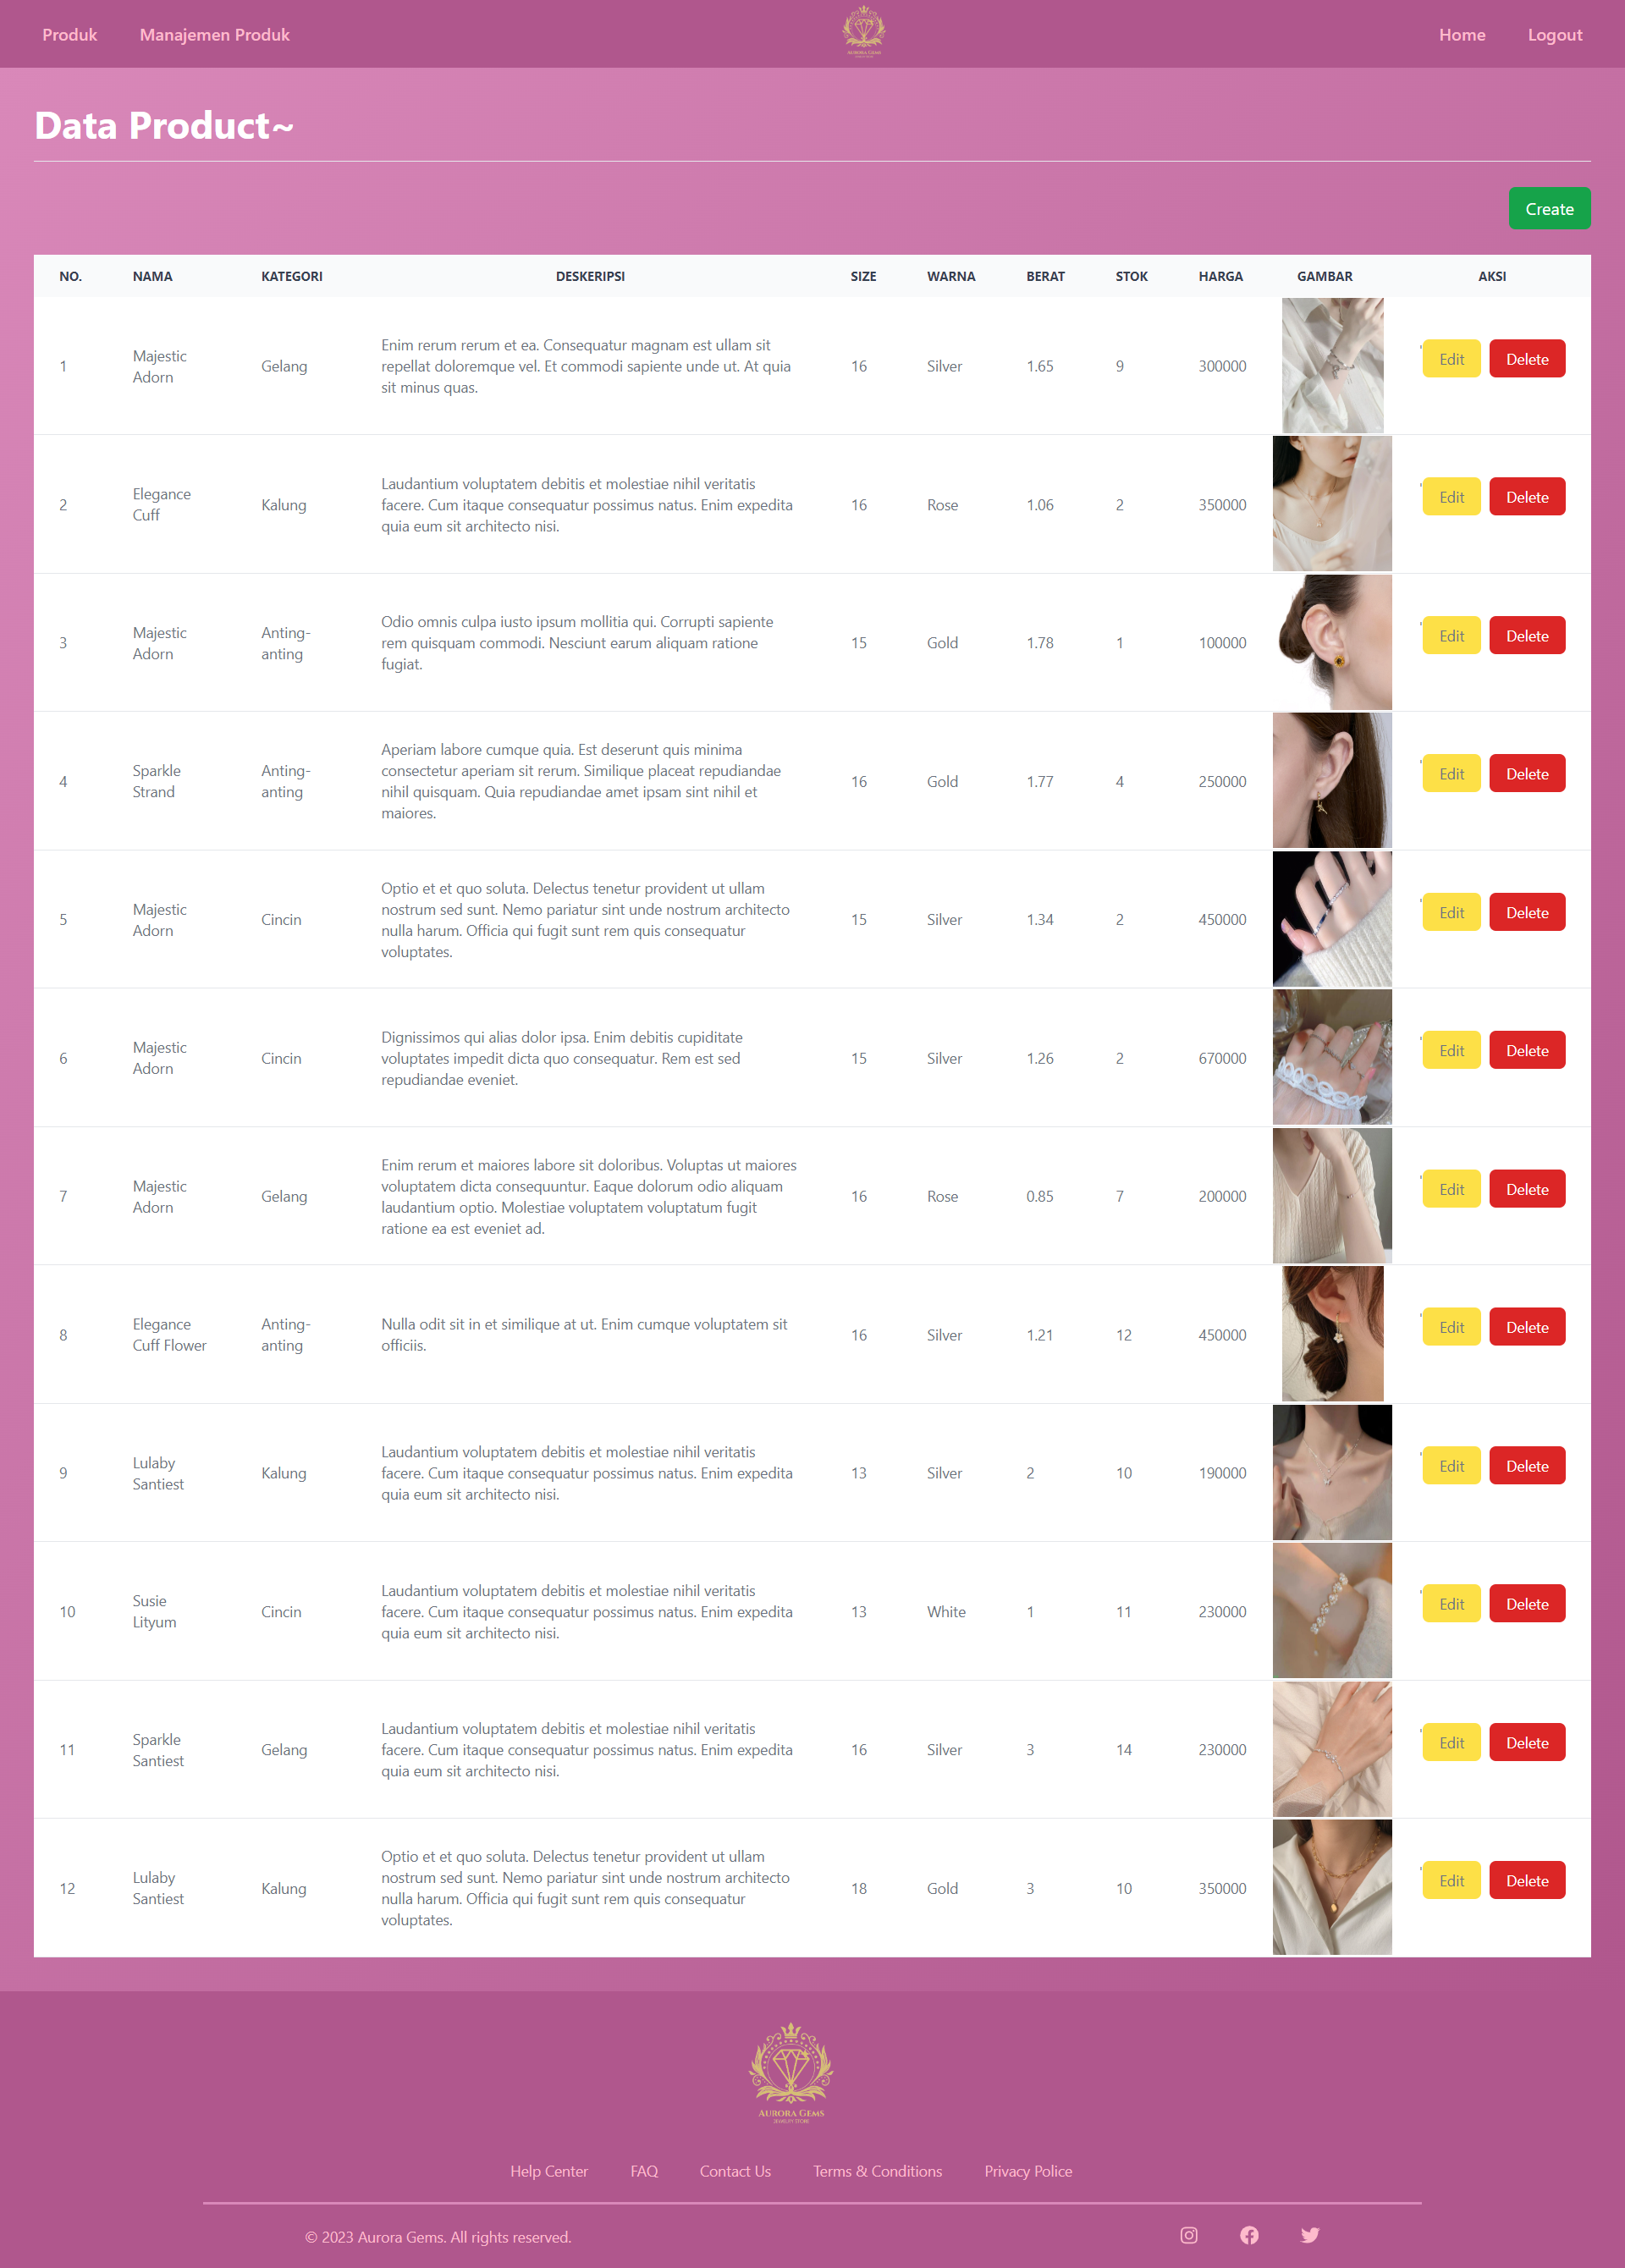 Produk Manajemen Produk AURORA GEMS Home Logout
Data Product~
Create
NO. NAMA KATEGORI DESKERIPSI SIZE WARNA BERAT STOK HARGA GAMBAR AKSI
1 Majestic Adorn Gelang Enim rerum rerum et ea. Consequatur magnam est ullam sit repellat doloremque vel. Et commodi sapiente unde ut. At quia sit minus quas. 16 Silver 1.65 9 300000 Edit Delete
2 Elegance Cuff Kalung Laudantium voluptatem debitis et molestiae nihil veritatis facere. Cum itaque consequatur possimus natus. Enim expedita quia eum sit architecto nisi. 16 Rose 1.06 2 350000 Edit Delete
3 Majestic Adorn Anting-anting Odio omnis culpa iusto ipsum mollitia qui. Corrupti sapiente rem quisquam commodi. Nesciunt earum aliquam ratione fugiat. 15 Gold 1.78 1 100000 Edit Delete
4 Sparkle Strand Anting-anting Aperiam labore cumque quia. Est deserunt quis minima consectetur aperiam sit rerum. Similique placeat repudiandae nihil quisquam. Quia repudiandae amet ipsam sint nihil et maiores. 16 Gold 1.77 4 250000 Edit Delete
5 Majestic Adorn Cincin Optio et et quo soluta. Delectus tenetur provident ut ullam nostrum sed sunt. Nemo pariatur sint unde nostrum architecto nulla harum. Officia qui fugit sunt rem quis consequatur voluptates. 15 Silver 1.34 2 450000 Edit Delete
6 Majestic Adorn Cincin Dignissimos qui alias dolor ipsa. Enim debitis cupiditate voluptates impedit dicta quo consequatur. Rem est sed repudiandae eveniet. 15 Silver 1.26 2 670000 Edit Delete
7 Majestic Adorn Gelang Enim rerum et maiores labore sit doloribus. Voluptas ut maiores voluptatem dicta consequuntur. Eaque dolorum odio aliquam laudantium optio. Molestiae voluptatem voluptatum fugit ratione ea est eveniet ad. 16 Rose 0.85 7 200000 Edit Delete
8 Elegance Cuff Flower Anting-anting Nulla odit sit in et similique at ut. Enim cumque voluptatem sit officiis. 16 Silver 1.21 12 450000 Edit Delete
9 Lulaby Santiest Kalung Laudantium voluptatem debitis et molestiae nihil veritatis facere. Cum itaque consequatur possimus natus. Enim expedita quia eum sit architecto nisi. 13 Silver 2 10 190000 Edit Delete
10 Susie Lityum Cincin Laudantium voluptatem debitis et molestiae nihil veritatis facere. Cum itaque consequatur possimus natus. Enim expedita quia eum sit architecto nisi. 13 White 1 11 230000 Edit Delete
11 Sparkle Santiest Gelang Laudantium voluptatem debitis et molestiae nihil veritatis facere. Cum itaque consequatur possimus natus. Enim expedita quia eum sit architecto nisi. 16 Silver 3 14 230000 Edit Delete
12 Lulaby Santiest Kalung Optio et et quo soluta. Delectus tenetur provident ut ullam nostrum sed sunt. Nemo pariatur sint unde nostrum architecto nulla harum. Officia qui fugit sunt rem quis consequatur voluptates. 18 Gold 3 10 350000 Edit Delete
AURORA GEMS
JEWELRY STORE
Help Center FAQ Contact Us Terms & Conditions Privacy Police
© 2023 Aurora Gems. All rights reserved.